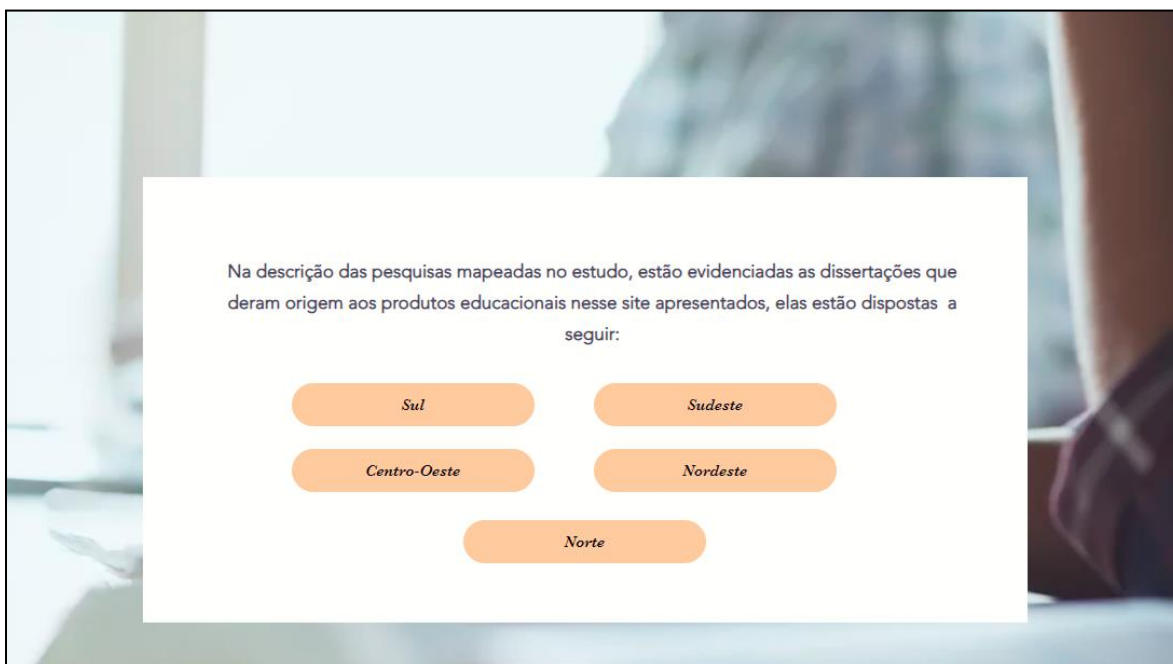 Na descrição das pesquisas mapeadas no estudo, estão evidenciadas as dissertações que
deram origem aos produtos educacionais nesse site apresentados, elas estão dispostas a
seguir:
Sul
Sudeste
Centro-Oeste
Nordeste
Norte